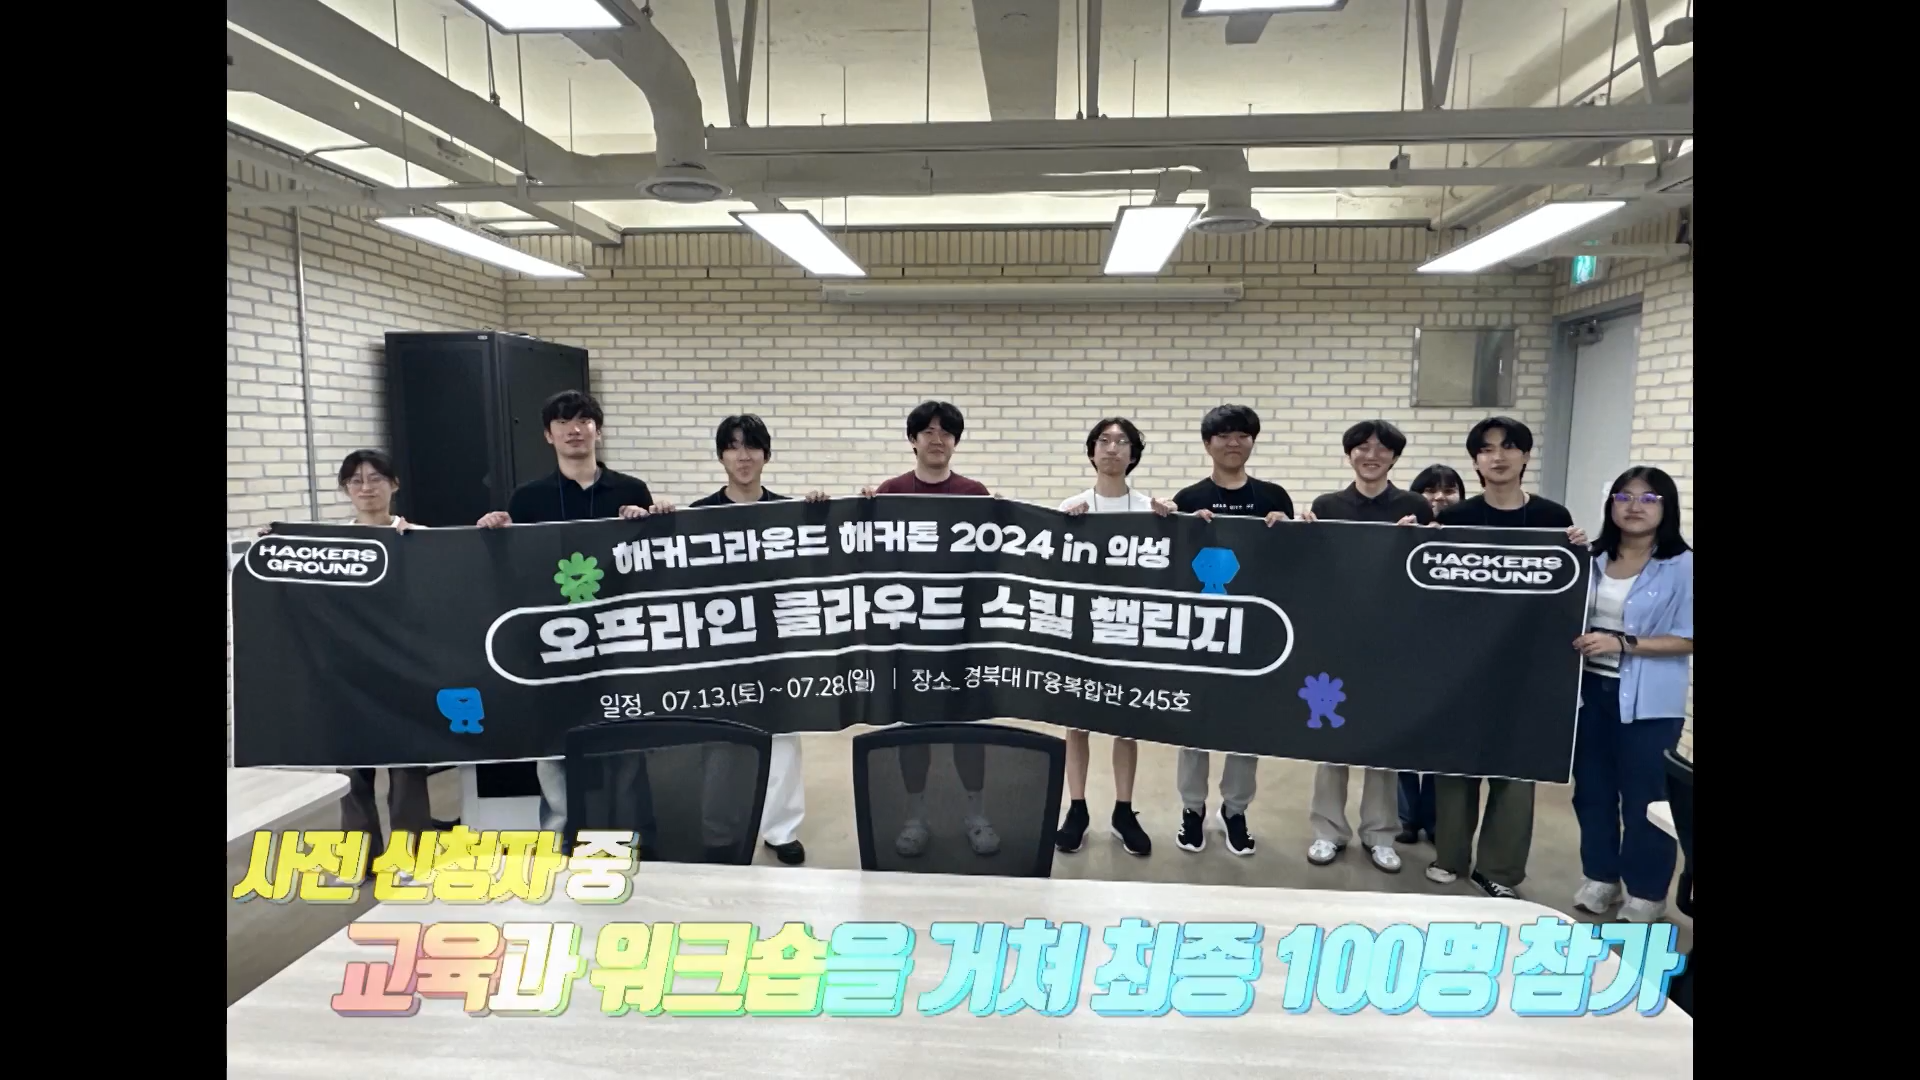 HACKERS
GROUND
해커그라운드 해커톤 2024 in 의성
오프라인 클라우드 스킬 챌린지
일정_ 07.13.(토) ~ 07.28.(일) | 장소_ 경북대 IT융복합관 245호
HACKERS
GROUND
사전 신청자 중
교육과 워크숍을 거쳐 최종 100명 참가